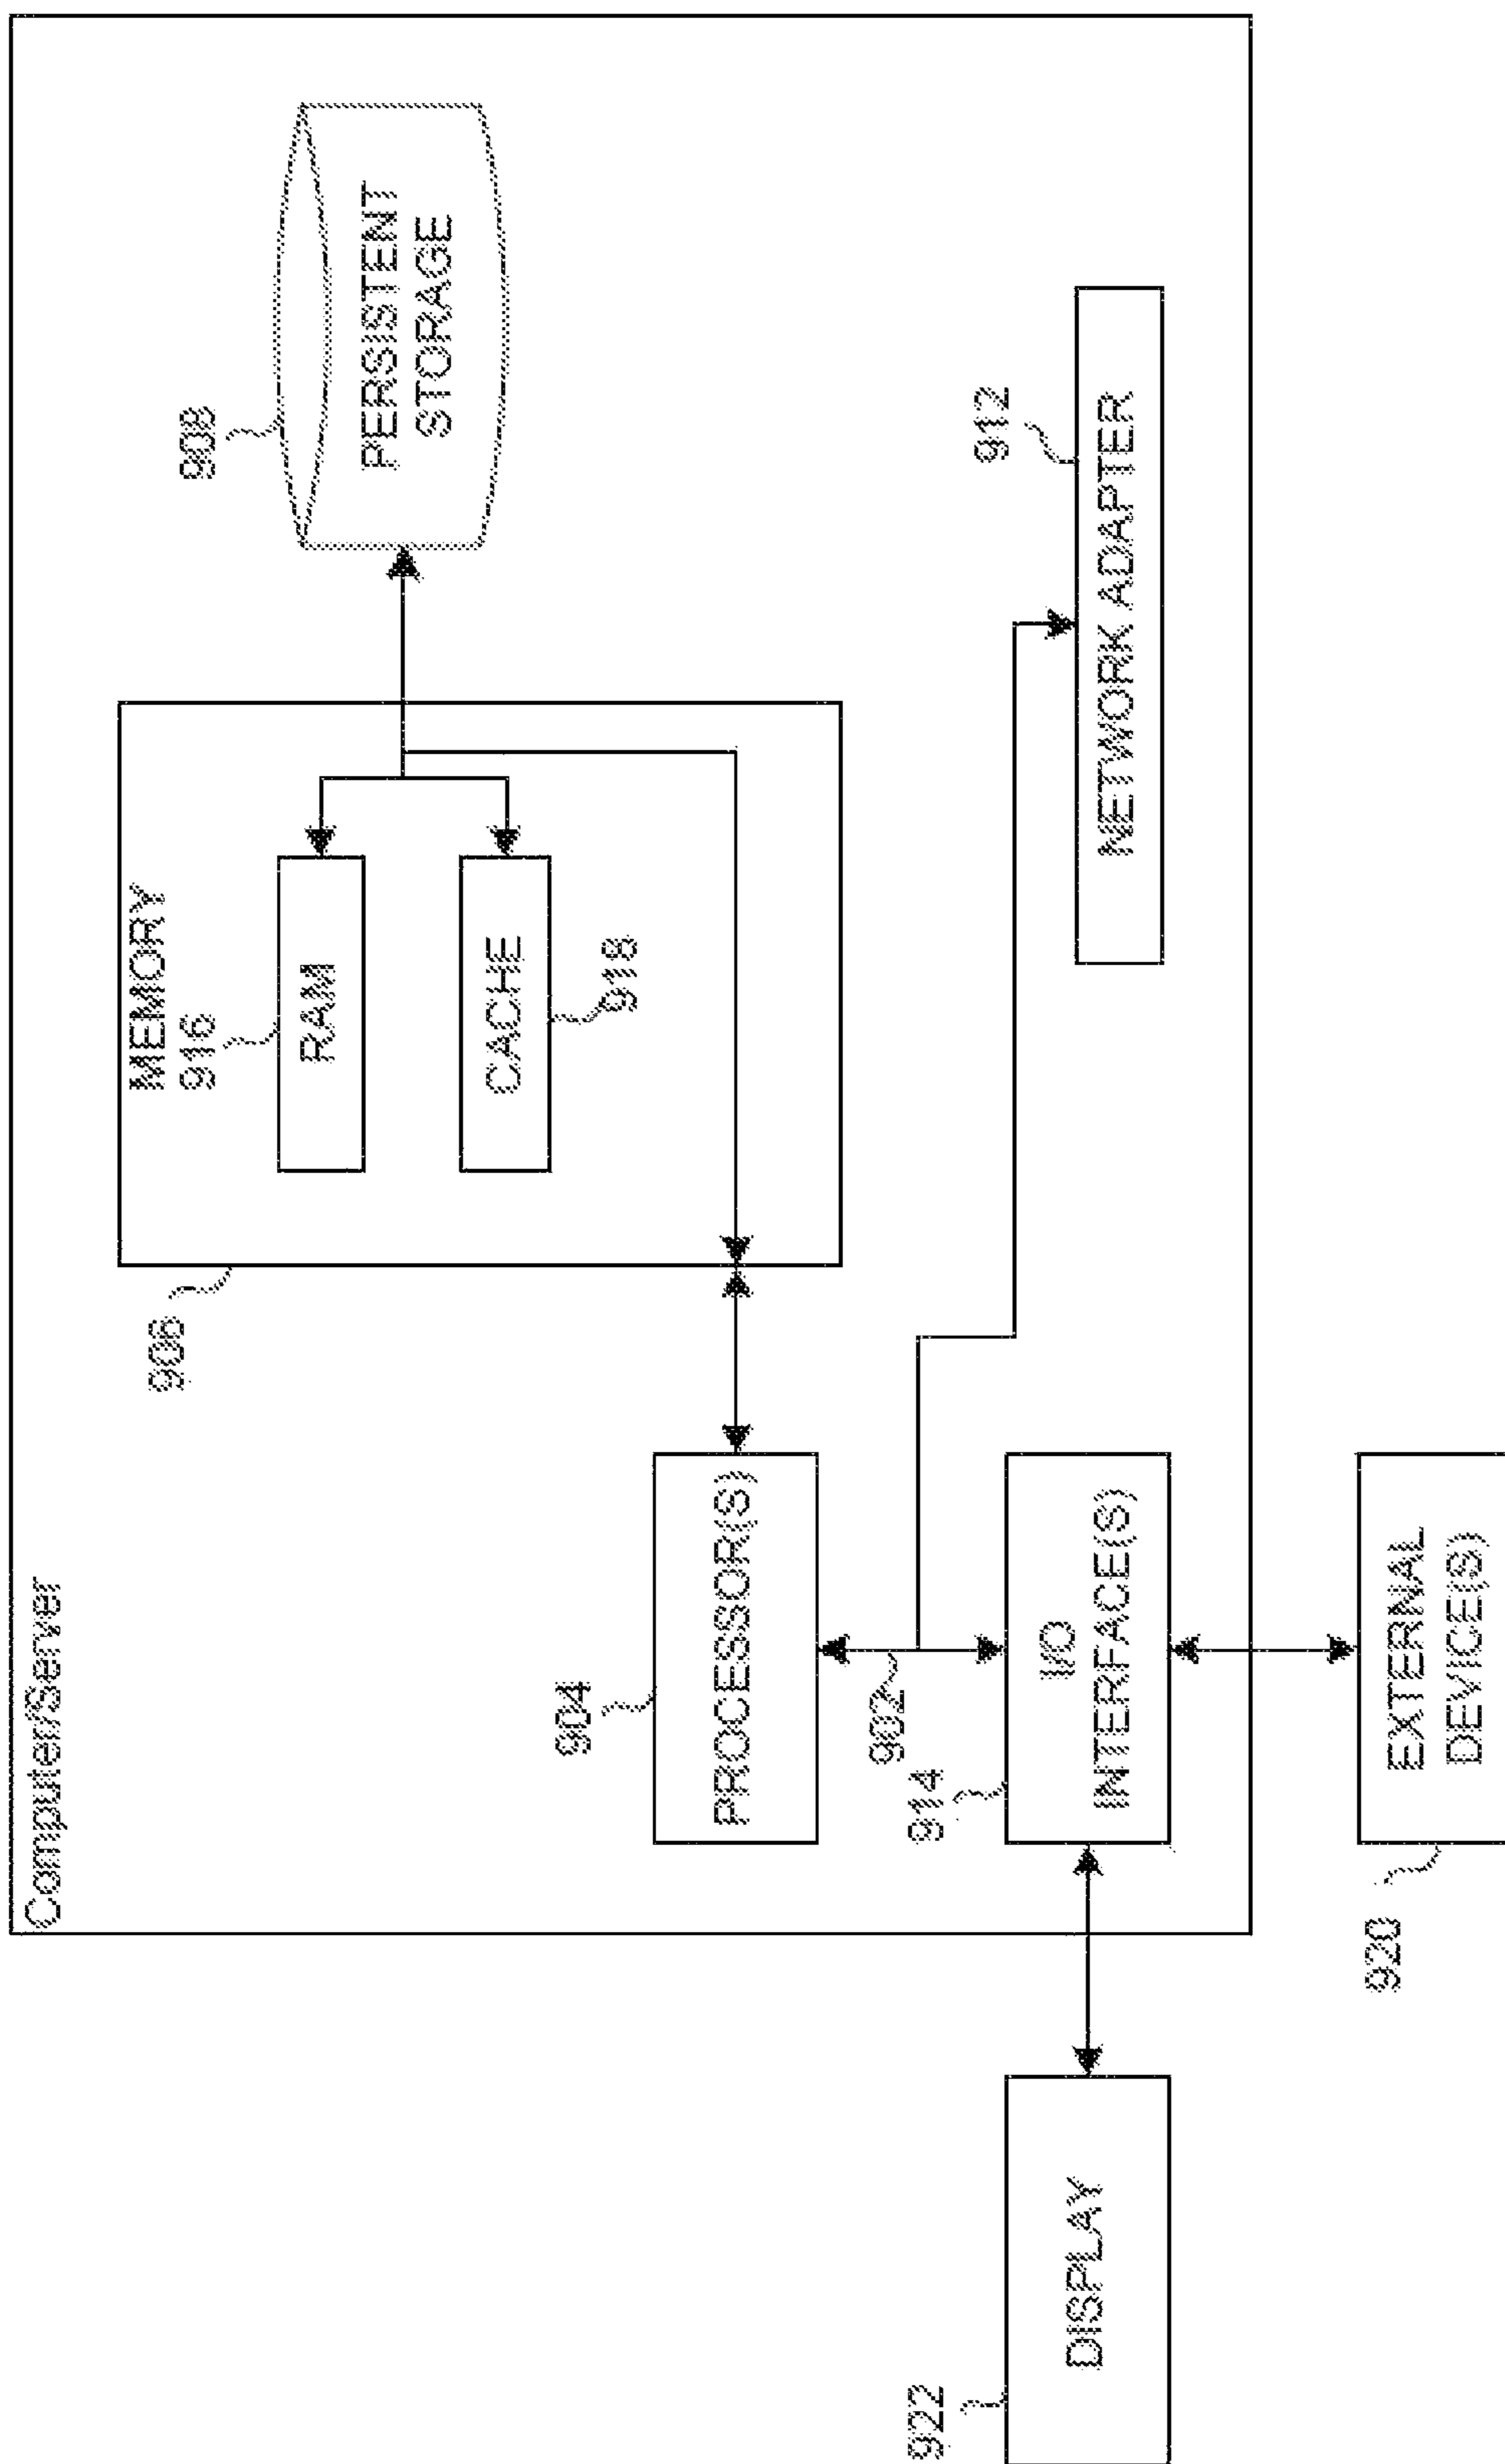 Computer/Server
906
MEMORY
916
RAM
CACHE
918
908
PERSISTENT
STORAGE
904
PROCESSOR(S)
902
914
I/O
INTERFACE(S)
912
NETWORK ADAPTER
922
DISPLAY
920
EXTERNAL
DEVICE(S)